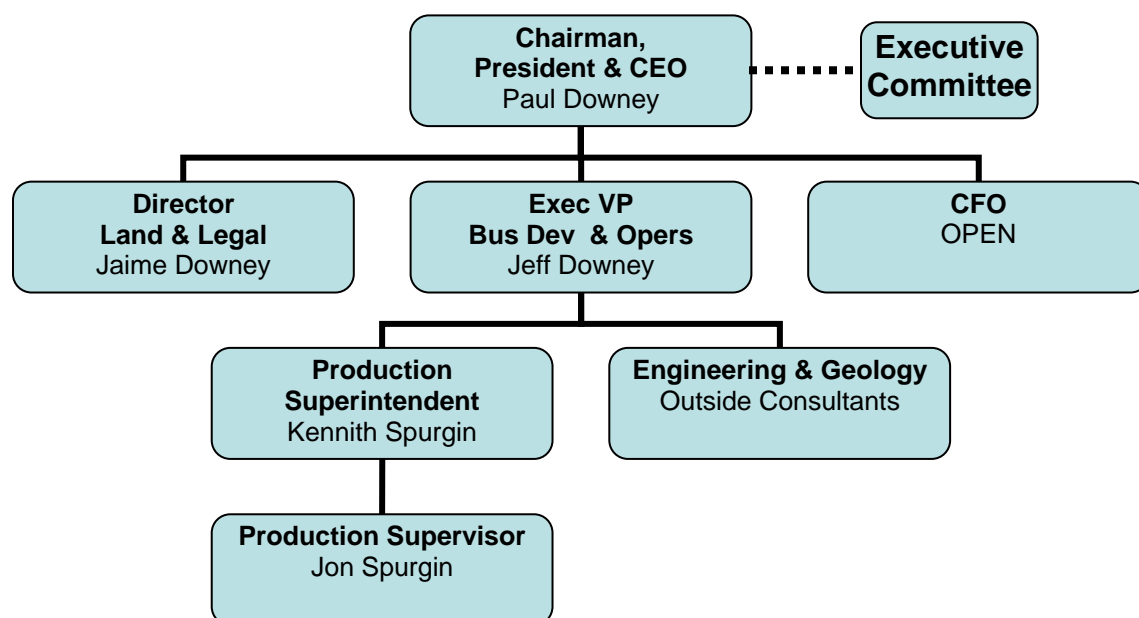 Chairman,
President & CEO
Paul Downey
Executive
Committee
Director
Land & Legal
Jaime Downey
Exec VP
Bus Dev & Opers
Jeff Downey
CFO
OPEN
Production
Superintendent
Kennith Spurgin
Engineering & Geology
Outside Consultants
Production Supervisor
Jon Spurgin